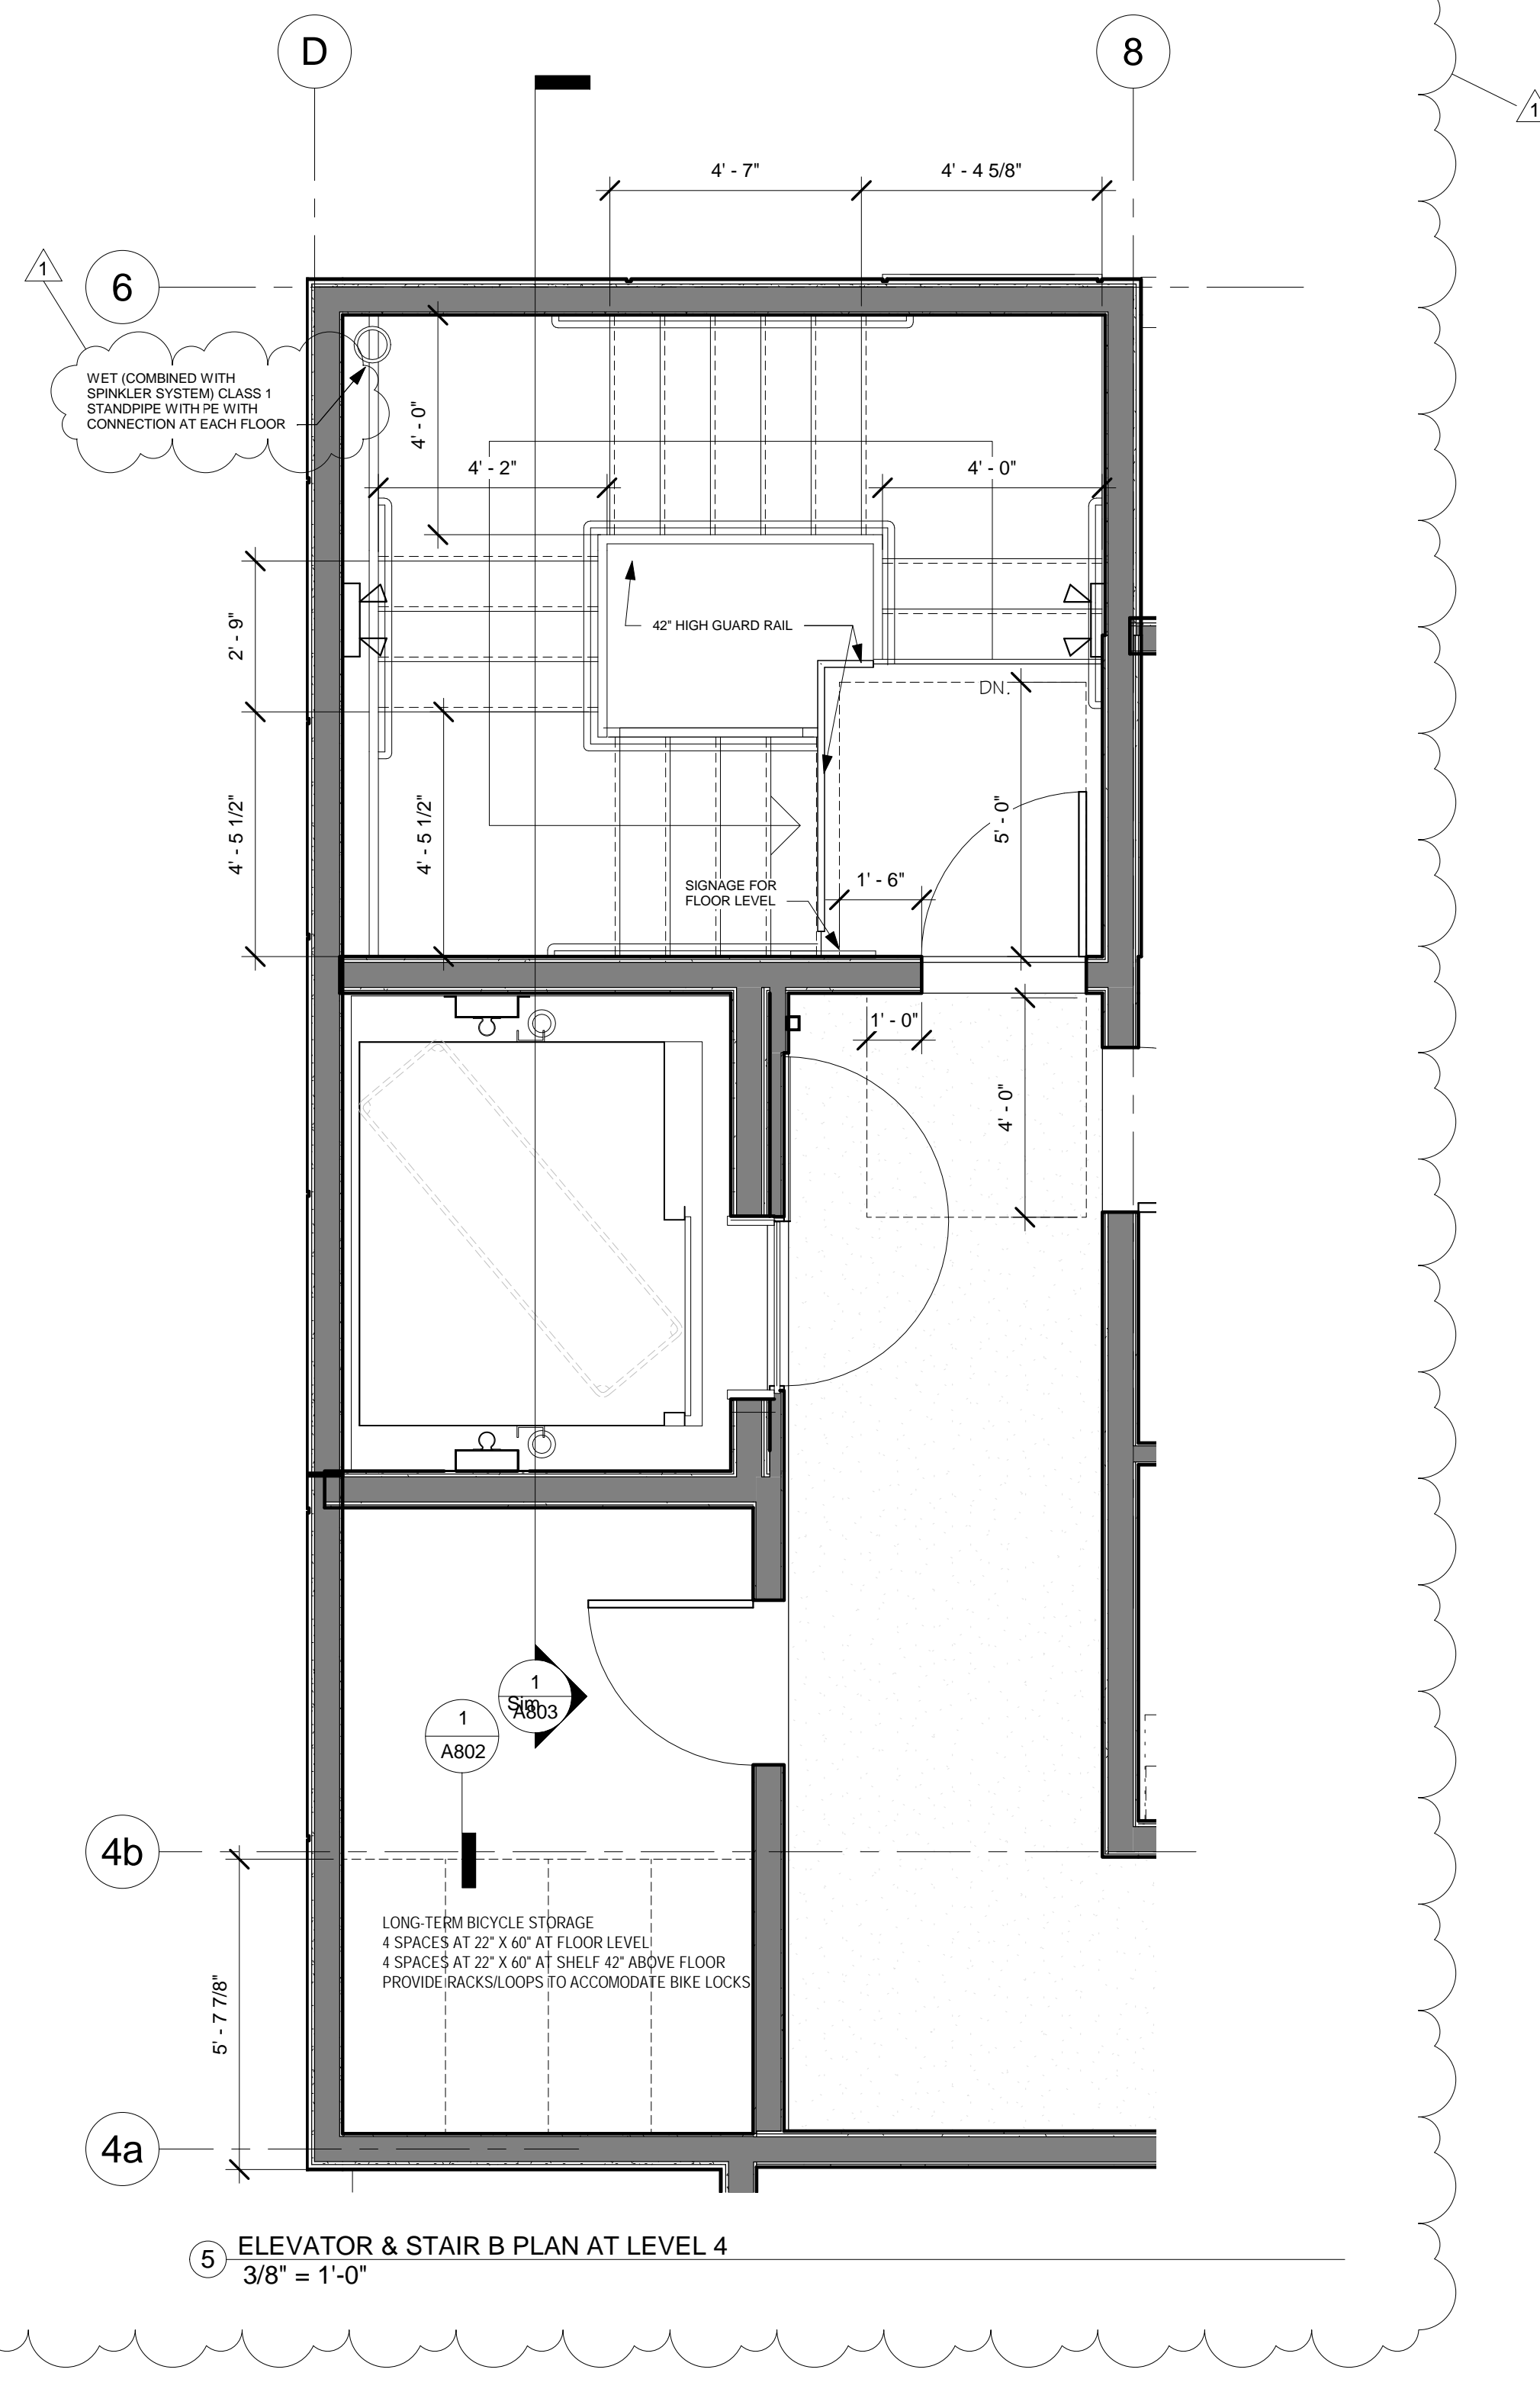 D
8
1
4' - 7"
4' - 4 5/8"
1
6
WET (COMBINED WITH
SPINKLER SYSTEM) CLASS 1
STANDPIPE WITH PE WITH
CONNECTION AT EACH FLOOR
4' - 0"
4' - 2"
4' - 0"
2' - 9"
42" HIGH GUARD RAIL
DN.
4' - 5 1/2"
4' - 5 1/2"
5' - 0"
SIGNAGE FOR
FLOOR LEVEL
1' - 6"
1' - 0"
4' - 0"
1
Sim
A803
1
A802
4b
LONG-TERM BICYCLE STORAGE
4 SPACES AT 22" X 60" AT FLOOR LEVEL
4 SPACES AT 22" X 60" AT SHELF 42" ABOVE FLOOR
PROVIDE RACKS/LOOPS TO ACCOMODATE BIKE LOCKS
5' - 7 7/8"
4a
5
ELEVATOR & STAIR B PLAN AT LEVEL 4
3/8" = 1'-0"